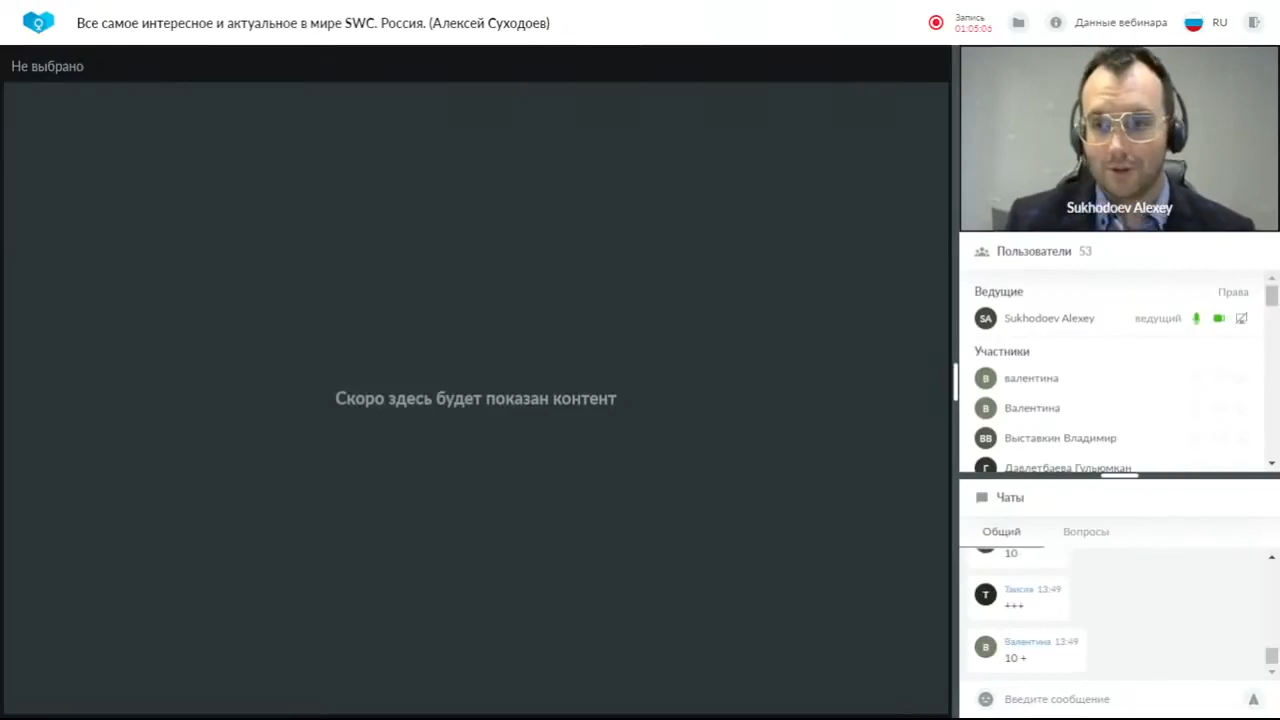 Все самое интересное и актуальное в мире SWC. Россия. (Алексей Суходоев)
Запись
01:05:06
Данные вебинара
RU
Не выбрано
Скоро здесь будет показан контент
Sukhodoev Alexey
Пользователи 53
Ведущие Права
SA Sukhodoev Alexey ведущий
Участники
В валентина
В Валентина
ВВ Выставкин Владимир
Г Давлетбаева Гульюмкан
Чаты
Общий Вопросы
10
Т Таисия 13:49
+++
В Валентина 13:49
10 +
Введите сообщение